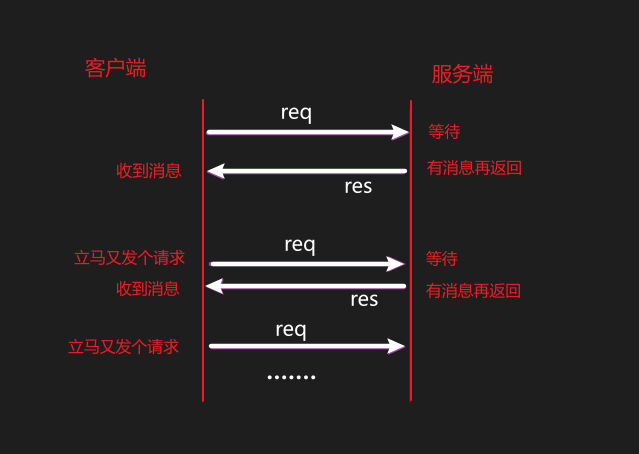 客户端
服务端
req
等待
收到消息
有消息再返回
res
立马又发个请求
req
等待
收到消息
有消息再返回
res
立马又发个请求
req
.......